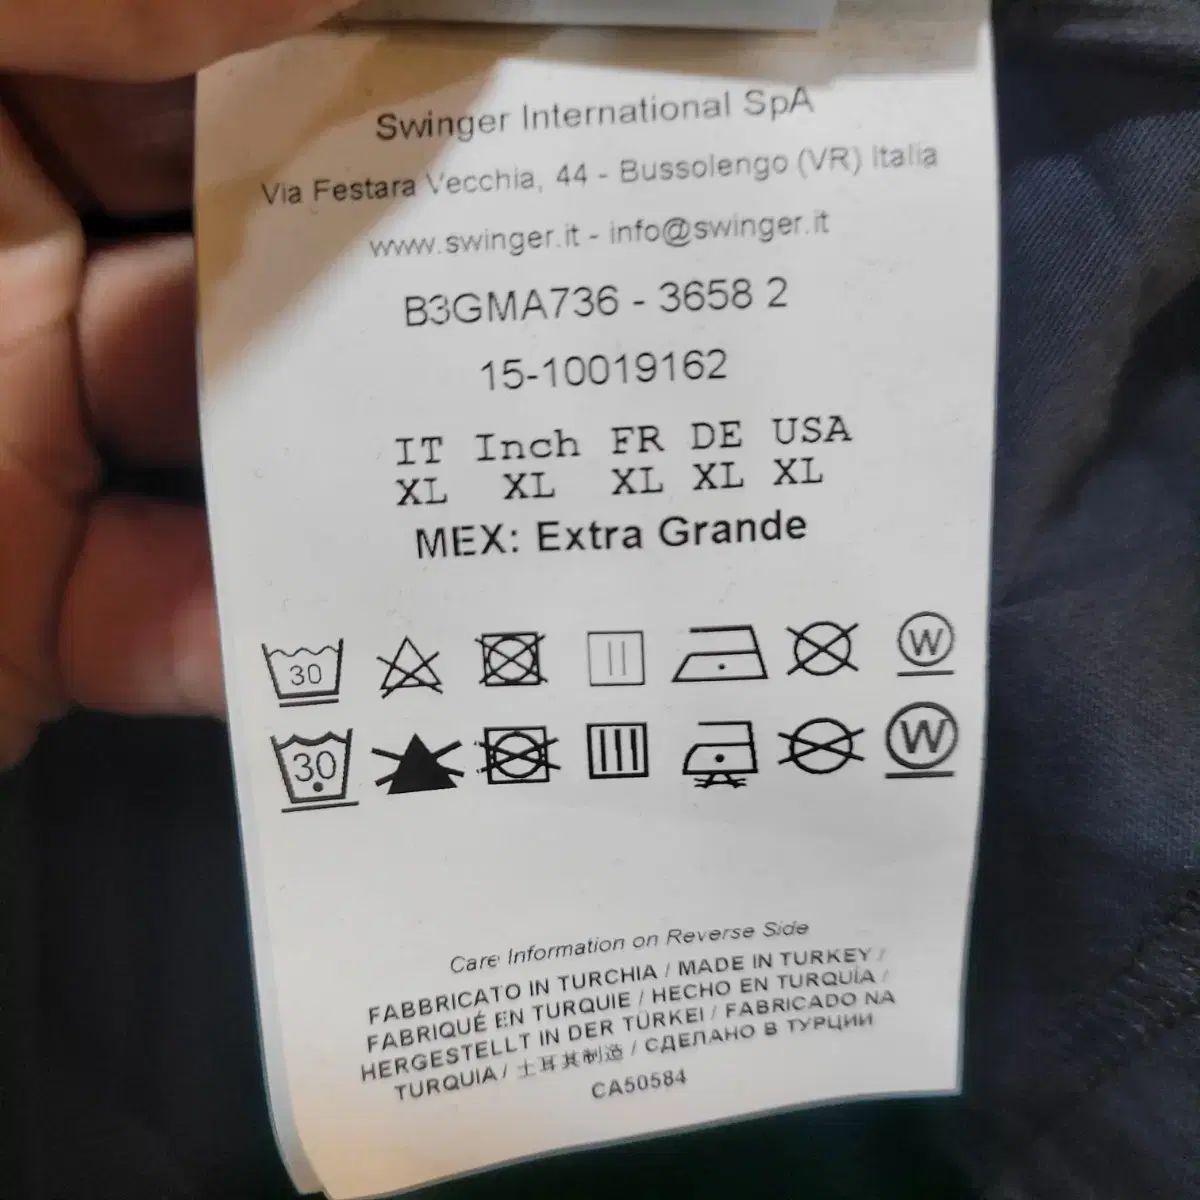 Swinger International SpA
Via Festara Vecchia, 44 - Bussolengo (VR) Italia
www.swinger.it - info@swinger.it
B3GMA736 - 3658 2
15-10019162
IT Inch FR DE USA
XL XL XL XL XL
MEX: Extra Grande
30 W
30 W
Care Information on Reverse Side
FABBRICATO IN TURCHIA / MADE IN TURKEY /
FABRIQUÉ EN TURQUIE / HECHO EN TURQUÍA /
HERGESTELLT IN DER TÜRKEI / FABRICADO NA
TURQUIA / 土耳其制造 / СДЕЛАНО В ТУРЦИИ
CA50584